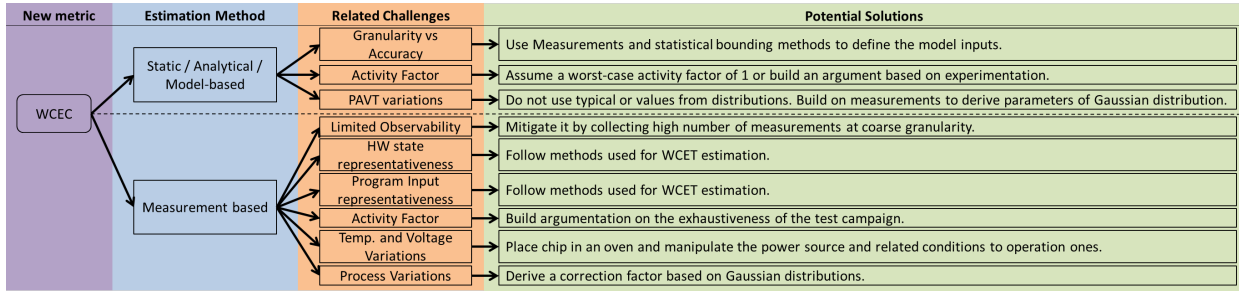 New metric
Estimation Method
Related Challenges
Potential Solutions
WCEC
Static / Analytical /
Model-based
Granularity vs
Accuracy
Use Measurements and statistical bounding methods to define the model inputs.
Activity Factor
Assume a worst-case activity factor of 1 or build an argument based on experimentation.
PAVT variations
Do not use typical or values from distributions. Build on measurements to derive parameters of Gaussian distribution.
Measurement based
Limited Observability
Mitigate it by collecting high number of measurements at coarse granularity.
HW state
representativeness
Follow methods used for WCET estimation.
Program Input
representativeness
Follow methods used for WCET estimation.
Activity Factor
Build argumentation on the exhaustiveness of the test campaign.
Temp. and Voltage
Variations
Place chip in an oven and manipulate the power source and related conditions to operation ones.
Process Variations
Derive a correction factor based on Gaussian distributions.